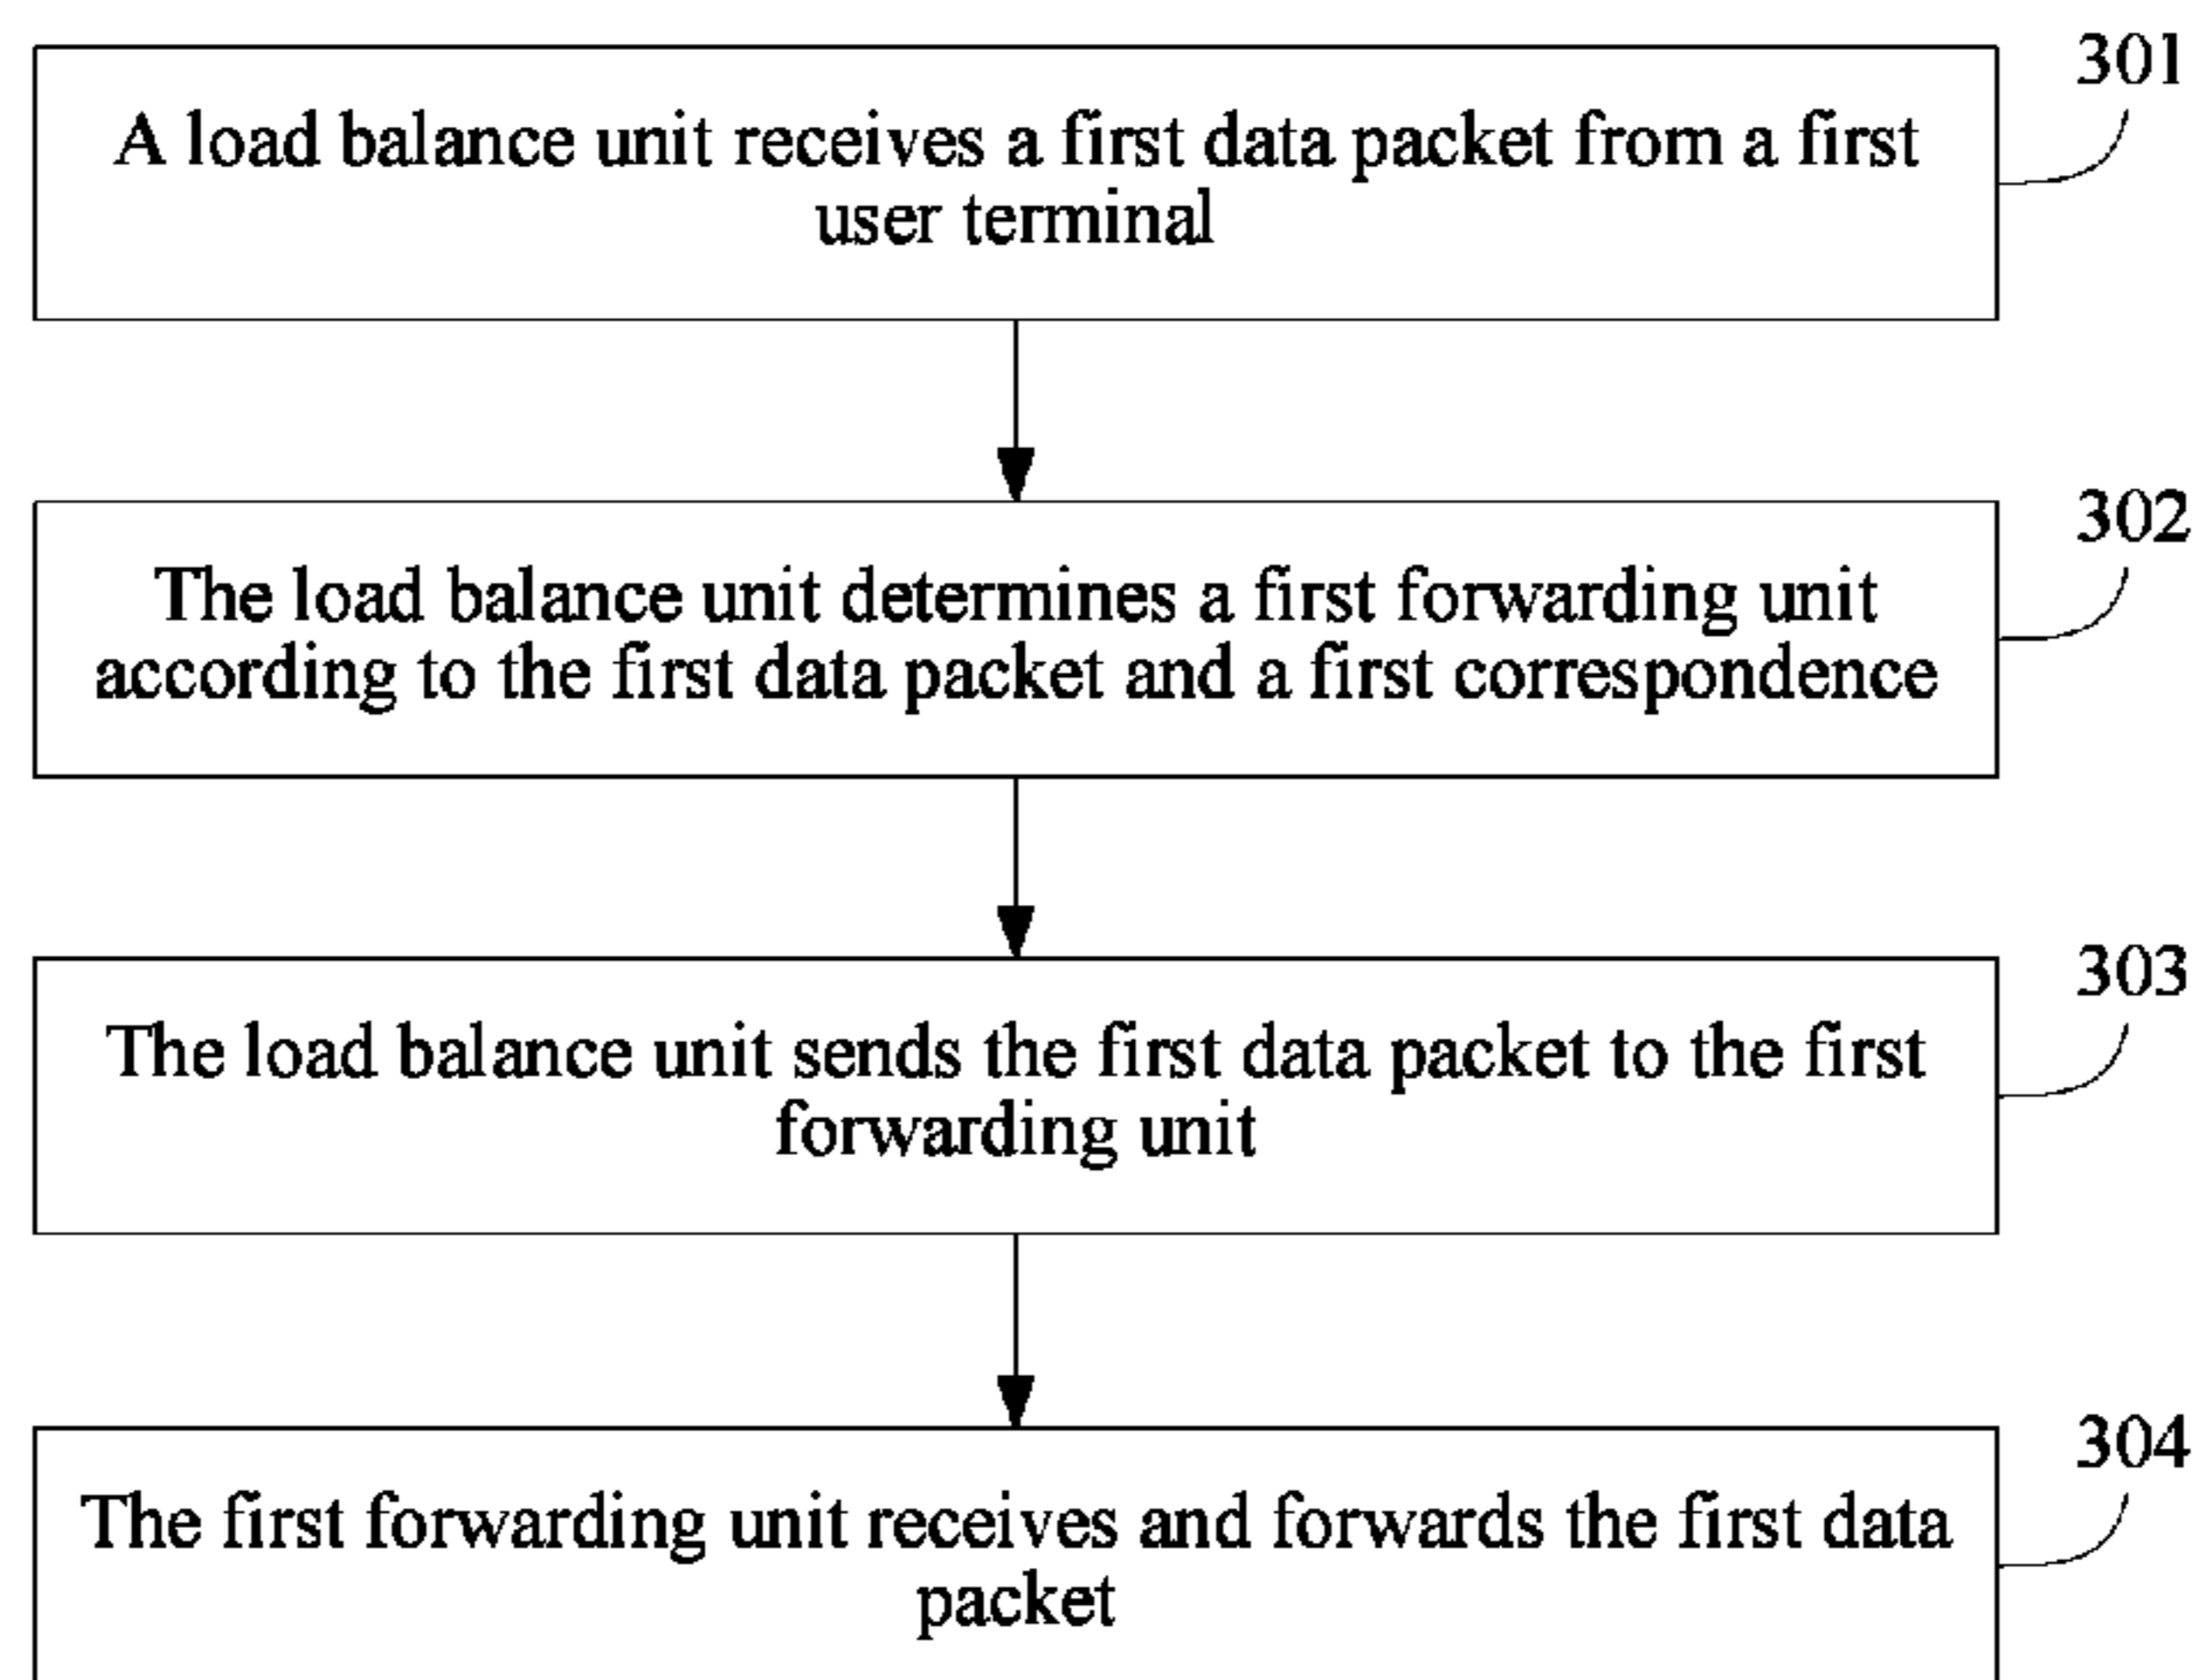 301
A load balance unit receives a first data packet from a first
user terminal
302
The load balance unit determines a first forwarding unit
according to the first data packet and a first correspondence
303
The load balance unit sends the first data packet to the first
forwarding unit
304
The first forwarding unit receives and forwards the first data
packet